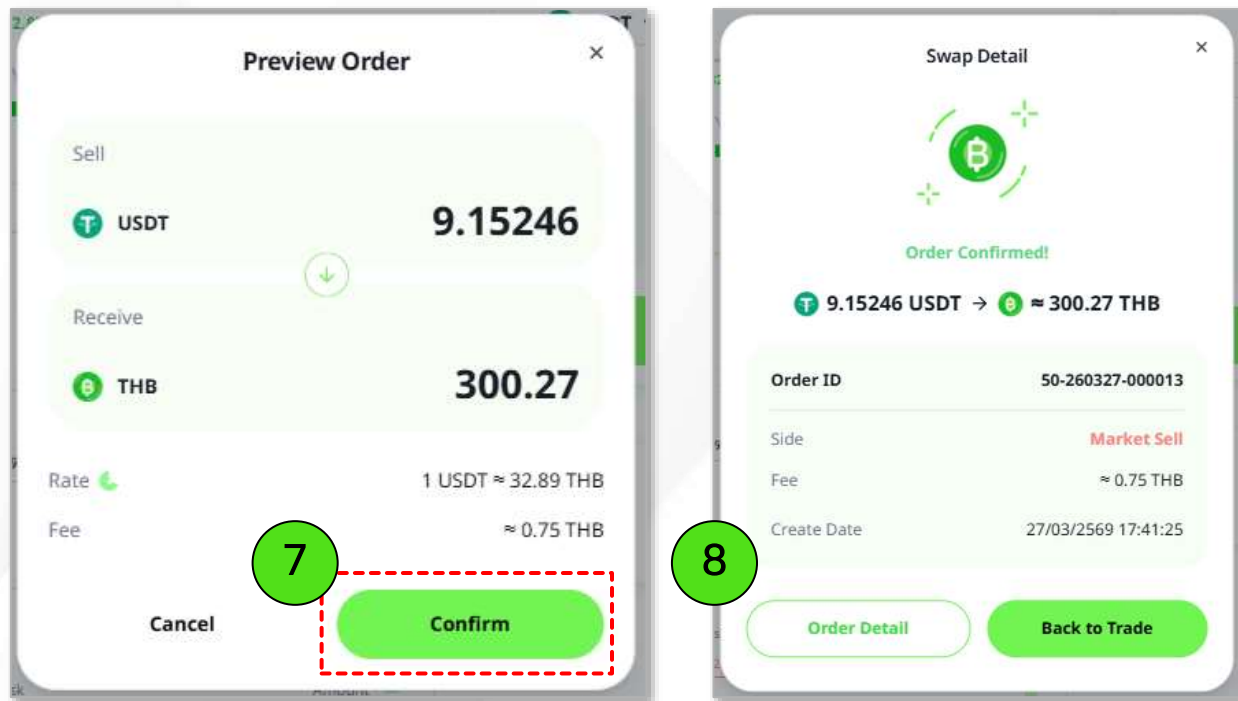 Preview Order
×
Sell
USDT 9.15246
Receive
THB 300.27
Rate 1 USDT ≈ 32.89 THB
Fee ≈ 0.75 THB
7
Cancel Confirm
Swap Detail
×
Order Confirmed!
9.15246 USDT → ≈ 300.27 THB
Order ID 50-260327-000013
Side Market Sell
Fee ≈ 0.75 THB
Create Date 27/03/2569 17:41:25
8
Order Detail Back to Trade